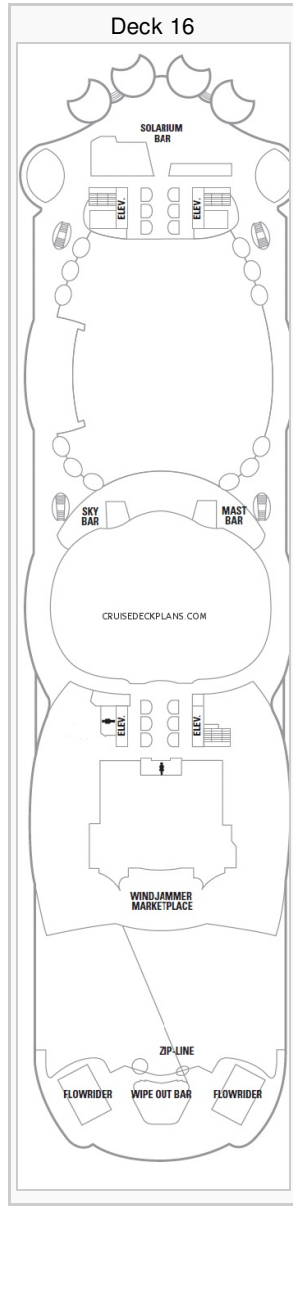 Deck 16
SOLARIUM
BAR
ELEV.
ELEV.
SKY
BAR
MAST
BAR
CRUISEDECKPLANS.COM
ELEV.
ELEV.
WINDJAMMER
MARKETPLACE
ZIP-LINE
FLOWRIDER
WIPE OUT BAR
FLOWRIDER